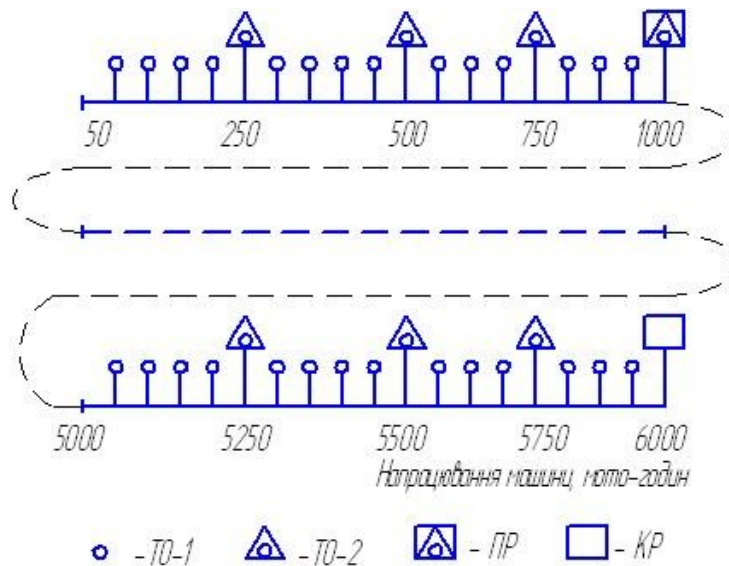 50 250 500 750 1000
5000 5250 5500 5750 6000
Напрацювання машини, мото-годин
-ТО-1 -ТО-2 - ПР - КР